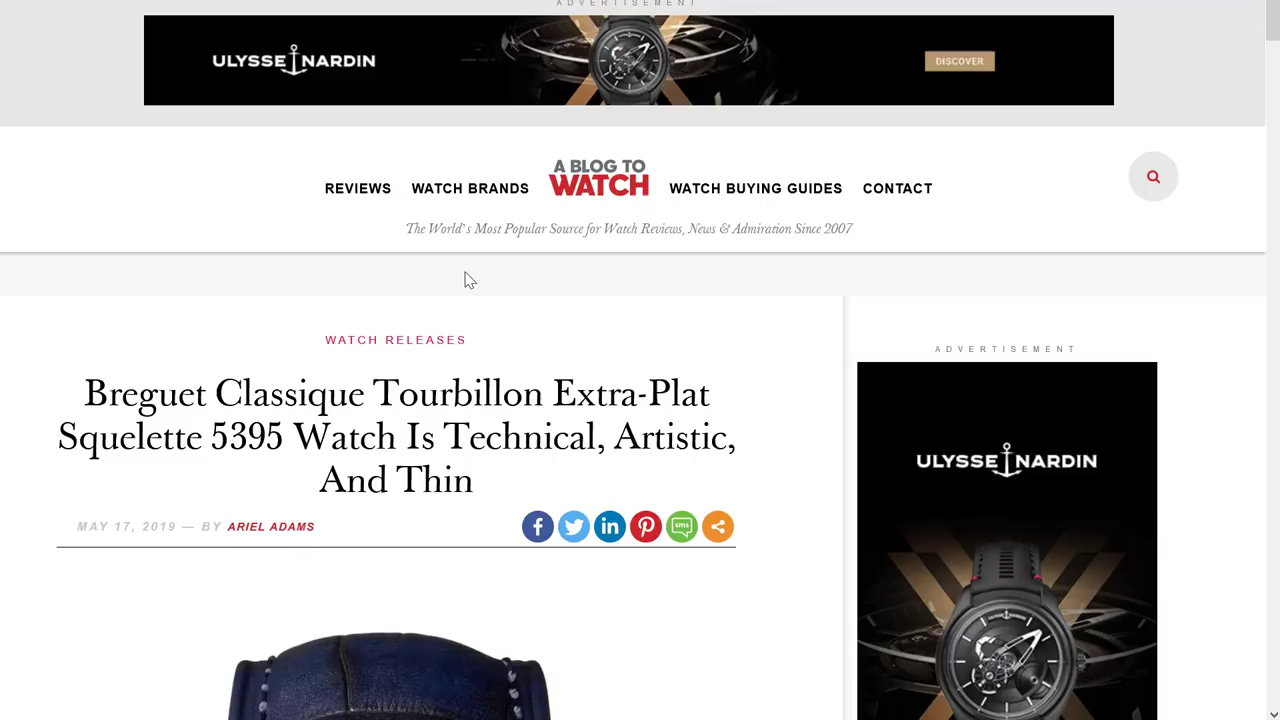 ADVERTISEMENT
ULYSSE NARDIN
DISCOVER
REVIEWS
WATCH BRANDS
A BLOG TO
WATCH
WATCH BUYING GUIDES
CONTACT
The World's Most Popular Source for Watch Reviews, News & Admiration Since 2007
WATCH RELEASES
Breguet Classique Tourbillon Extra-Plat
Squelette 5395 Watch Is Technical, Artistic,
And Thin
MAY 17, 2019 — BY ARIEL ADAMS
sms
ADVERTISEMENT
ULYSSE NARDIN